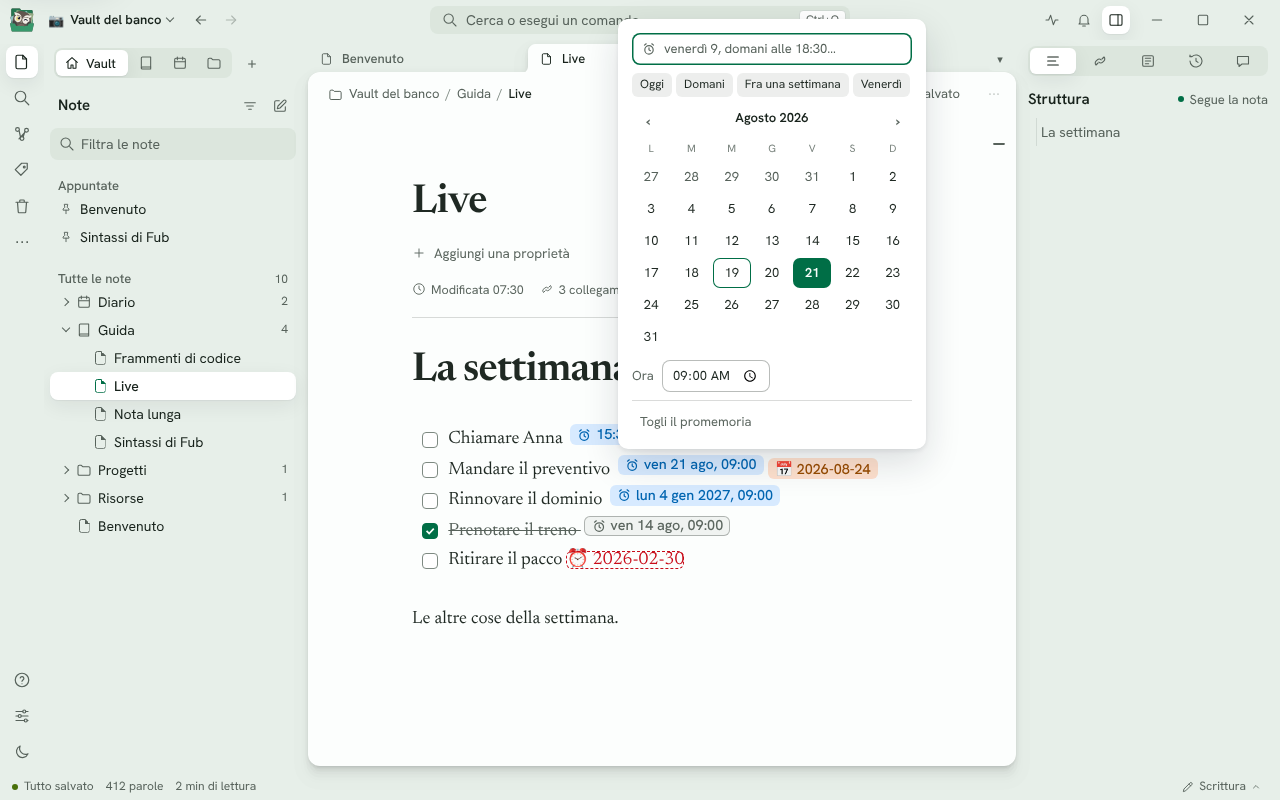 Vault del banco
Cerca o esegui un comando
Vault
Note
Filtra le note
Appuntate
Benvenuto
Sintassi di Fub
Tutte le note 10
Diario 2
Guida 4
Frammenti di codice
Live
Nota lunga
Sintassi di Fub
Progetti 1
Risorse 1
Benvenuto
Benvenuto
Live
Vault del banco / Guida / Live
Live
Aggiungi una proprietà
Modificata 07:30
La settimana
Chiamare Anna
Mandare il preventivo ven 21 ago, 09:00 📅 2026-08-24
Rinnovare il dominio lun 4 gen 2027, 09:00
Prenotare il treno ven 14 ago, 09:00
Ritirare il pacco ⏰ 2026-02-30
Le altre cose della settimana.
venerdì 9, domani alle 18:30…
Oggi Domani Fra una settimana Venerdì
‹ Agosto 2026 ›
L M M G V S D
27 28 29 30 31 1 2
3 4 5 6 7 8 9
10 11 12 13 14 15 16
17 18 19 20 21 22 23
24 25 26 27 28 29 30
31
Ora 09:00 AM
Togli il promemoria
Struttura Segue la nota
La settimana
Tutto salvato 412 parole 2 min di lettura
Scrittura